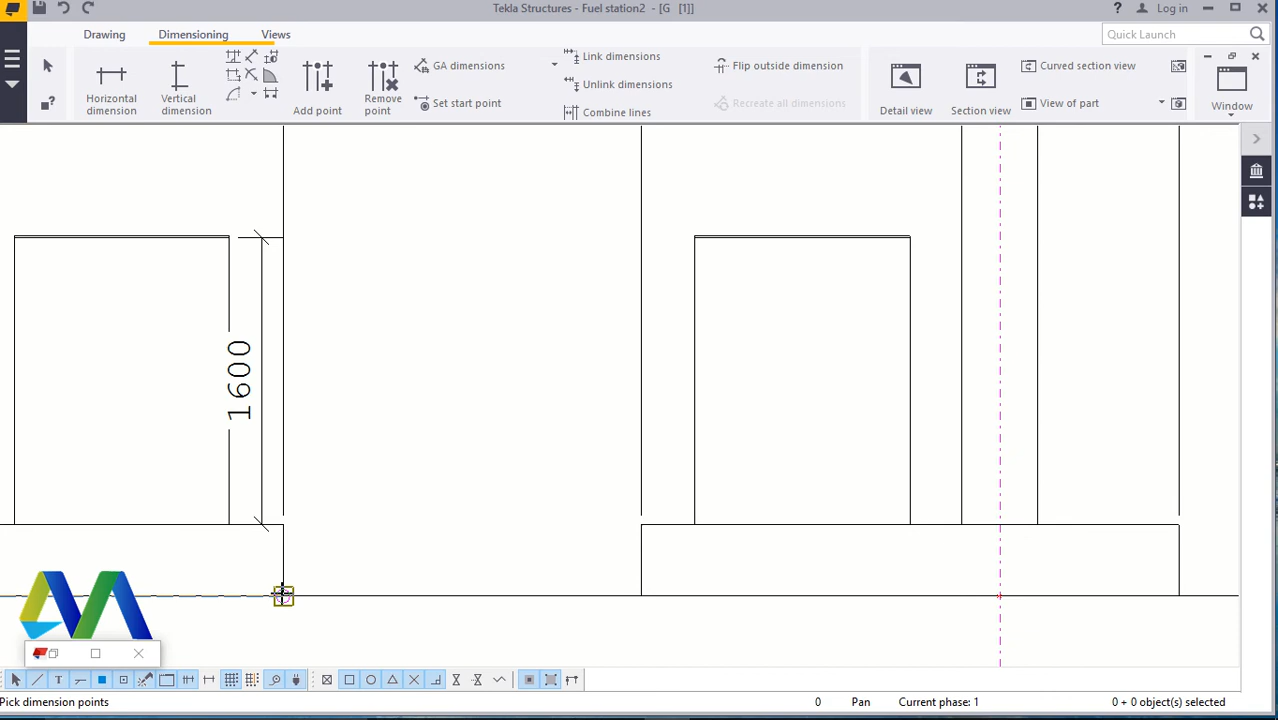 Tekla Structures - Fuel station2 - [G [1]]
Log in
Drawing
Dimensioning
Views
Quick Launch
Horizontal dimension
Vertical dimension
Add point
Remove point
GA dimensions
Set start point
Link dimensions
Unlink dimensions
Combine lines
Flip outside dimension
Recreate all dimensions
Detail view
Section view
Curved section view
View of part
Window
1600
Pick dimension points
0
Pan
Current phase: 1
0 + 0 object(s) selected